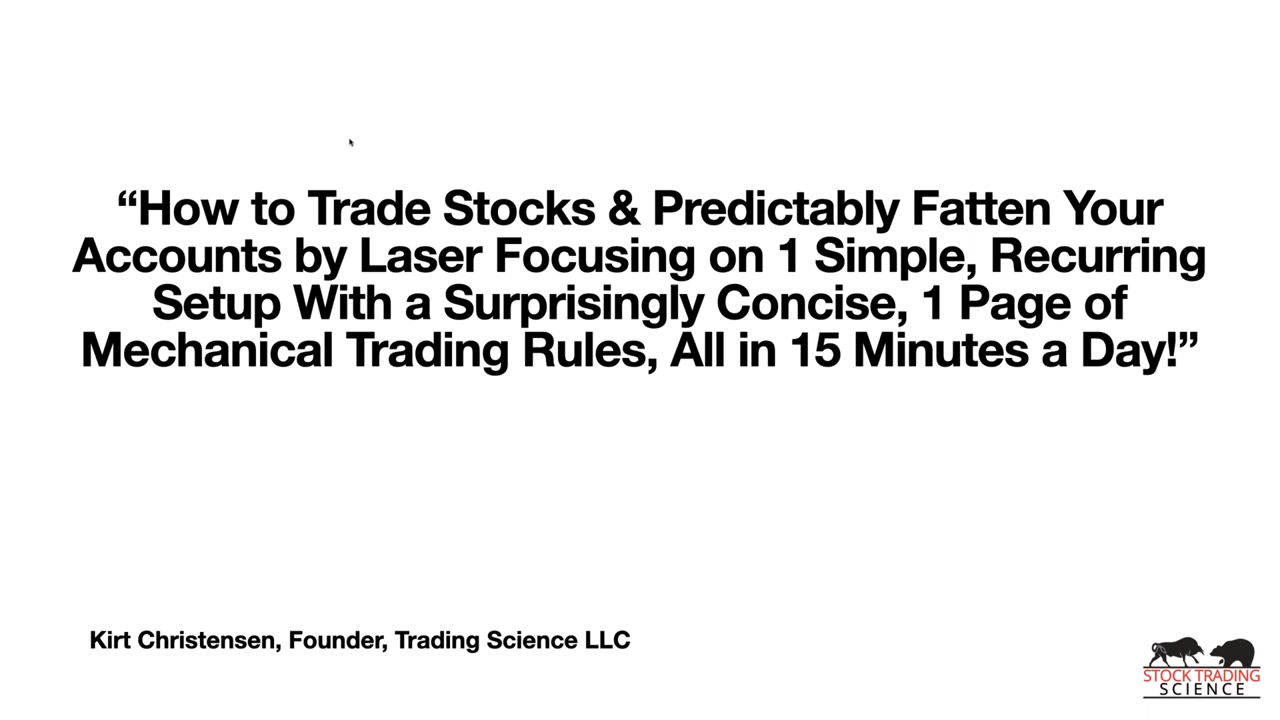 “How to Trade Stocks & Predictably Fatten Your
Accounts by Laser Focusing on 1 Simple, Recurring
Setup With a Surprisingly Concise, 1 Page of
Mechanical Trading Rules, All in 15 Minutes a Day!”
Kirt Christensen, Founder, Trading Science LLC
STOCK TRADING
SCIENCE